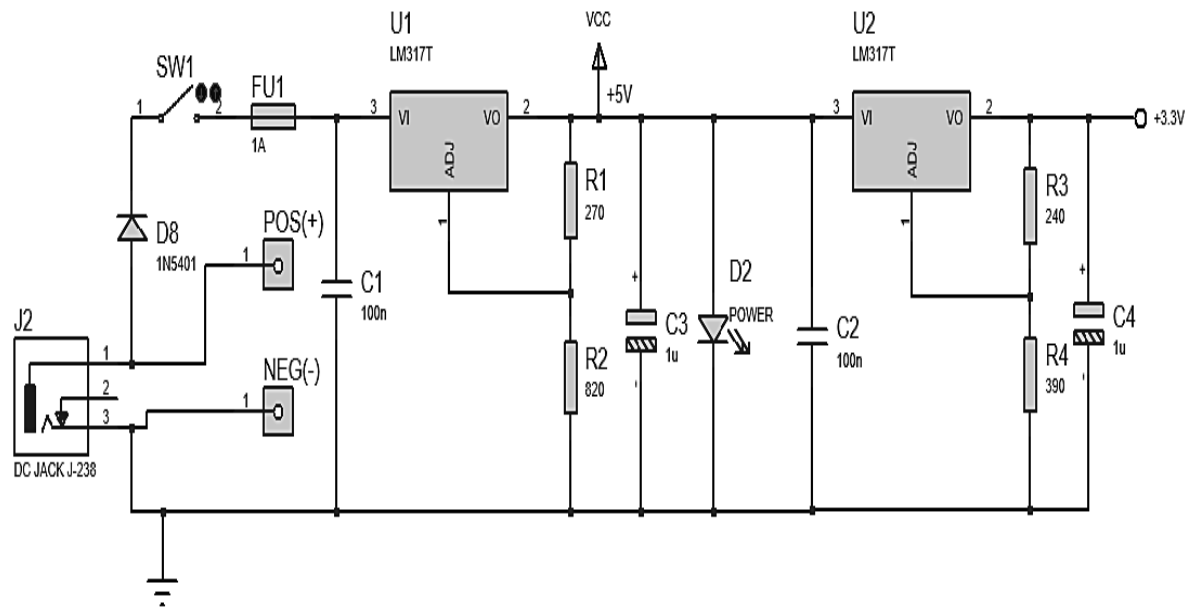 U1
LM317T
VCC
U2
LM317T
SW1
FU1
+5V
1
2
1A
3
VI
VO
2
ADJ
1
3
VI
VO
2
ADJ
1
+3.3V
R1
270
R3
240
D8
1N5401
POS(+)
1
C1
100n
D2
POWER
+
C3
1u
-
C2
100n
+
C4
1u
-
J2
1
2
3
DC JACK J-238
NEG(-)
1
R2
820
R4
390